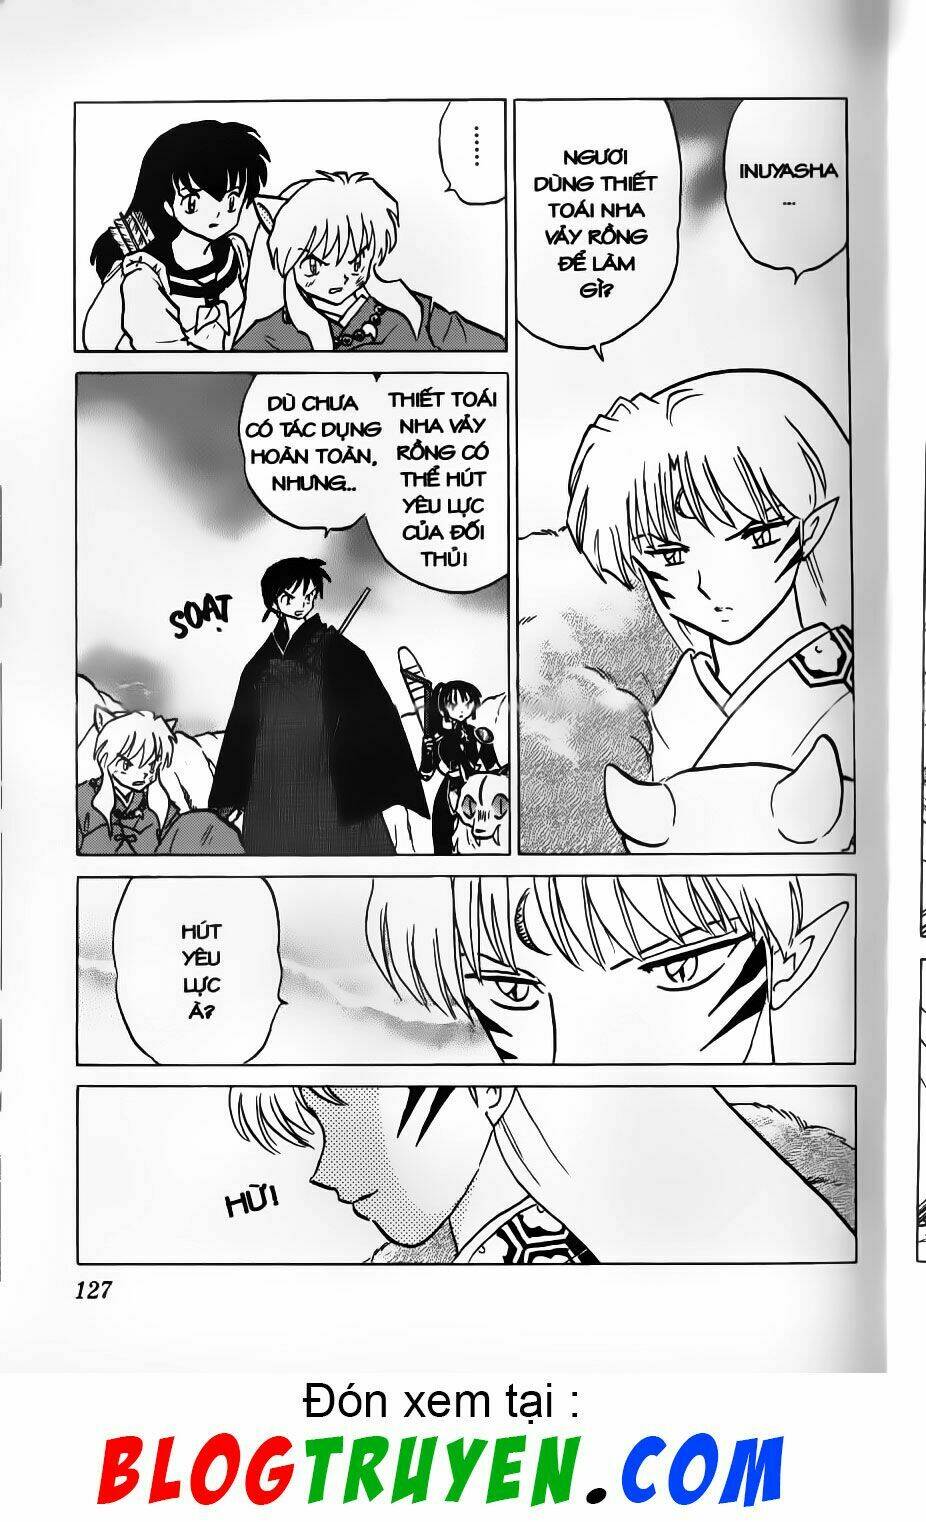 INUYASHA
...
NGƯƠI
DÙNG THIẾT
TOÁI NHA
VẢY RỒNG
ĐỂ LÀM
GÌ?
........
THIẾT TOÁI
NHA VẢY
RỒNG CÓ
THỂ HÚT
YÊU LỰC
CỦA ĐỐI
THỦ!
DÙ CHƯA
CÓ TÁC DỤNG
HOÀN TOÀN,
NHƯNG..
SOẠT
HÚT
YÊU
LỰC
À?
HỪ!
127
Đón xem tại :
BLOGTRUYEN.COM